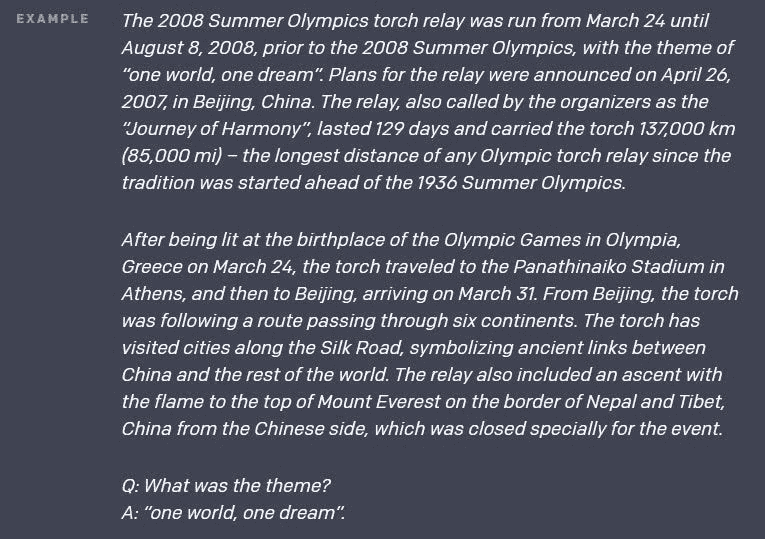 EXAMPLE
The 2008 Summer Olympics torch relay was run from March 24 until
August 8, 2008, prior to the 2008 Summer Olympics, with the theme of
“one world, one dream”. Plans for the relay were announced on April 26,
2007, in Beijing, China. The relay, also called by the organizers as the
“Journey of Harmony”, lasted 129 days and carried the torch 137,000 km
(85,000 mi) – the longest distance of any Olympic torch relay since the
tradition was started ahead of the 1936 Summer Olympics.
After being lit at the birthplace of the Olympic Games in Olympia,
Greece on March 24, the torch traveled to the Panathinaiko Stadium in
Athens, and then to Beijing, arriving on March 31. From Beijing, the torch
was following a route passing through six continents. The torch has
visited cities along the Silk Road, symbolizing ancient links between
China and the rest of the world. The relay also included an ascent with
the flame to the top of Mount Everest on the border of Nepal and Tibet,
China from the Chinese side, which was closed specially for the event.
Q: What was the theme?
A: “one world, one dream”.